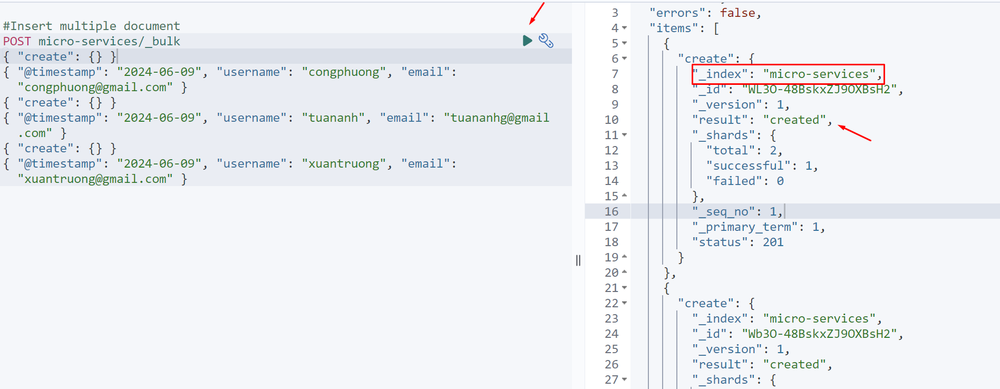 #Insert multiple document
POST micro-services/_bulk
{ "create": {} }
{ "@timestamp": "2024-06-09", "username": "congphuong", "email":
"congphuong@gmail.com" }
{ "create": {} }
{ "@timestamp": "2024-06-09", "username": "tuananh", "email": "tuananhg@gmail
.com" }
{ "create": {} }
{ "@timestamp": "2024-06-09", "username": "xuantruong", "email":
"xuantruong@gmail.com" }
3 "errors": false,
4 "items": [
5 {
6 "create": {
7 "_index": "micro-services",
8 "_id": "WL3O-48BskxZJ9OXBsH2",
9 "_version": 1,
10 "result": "created",
11 "_shards": {
12 "total": 2,
13 "successful": 1,
14 "failed": 0
15 },
16 "_seq_no": 1,
17 "_primary_term": 1,
18 "status": 201
19 }
20 },
21 {
22 "create": {
23 "_index": "micro-services",
24 "_id": "Wb3O-48BskxZJ9OXBsH2",
25 "_version": 1,
26 "result": "created",
27 "_shards": {